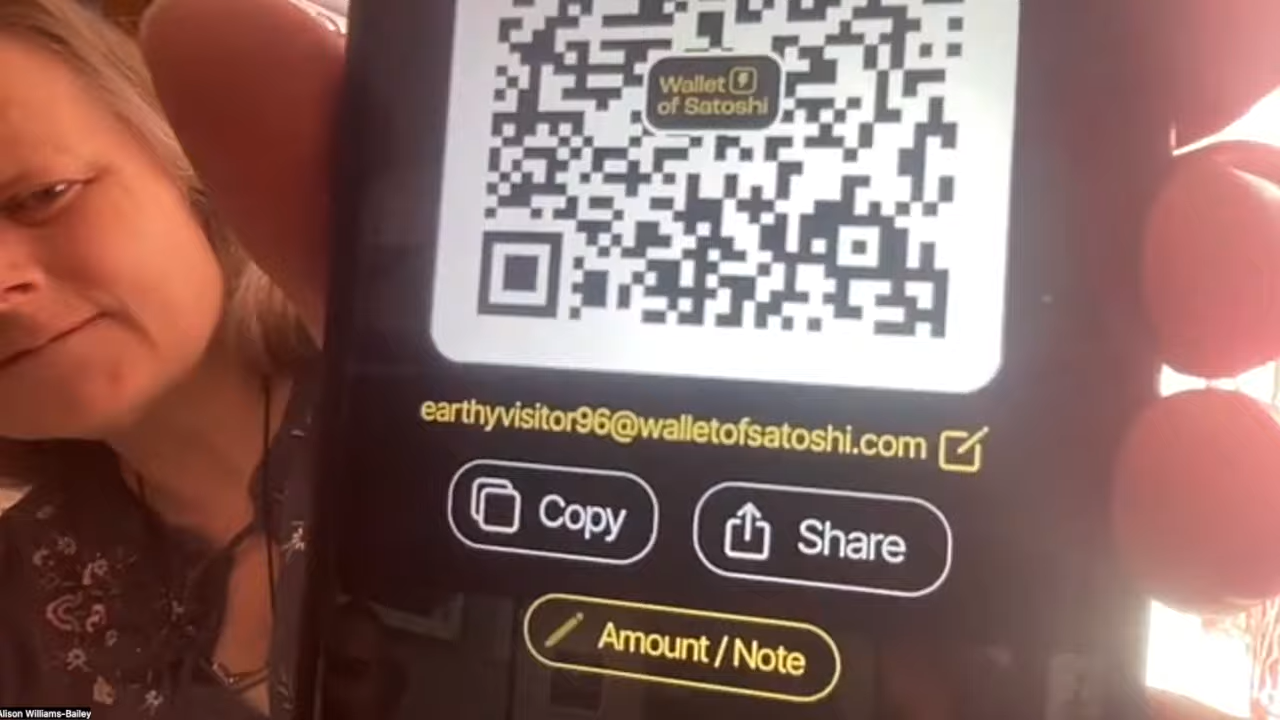 Wallet
of Satoshi
earthyvisitor96@walletofsatoshi.com
Copy
Share
Amount / Note
Alison Williams-Bailey